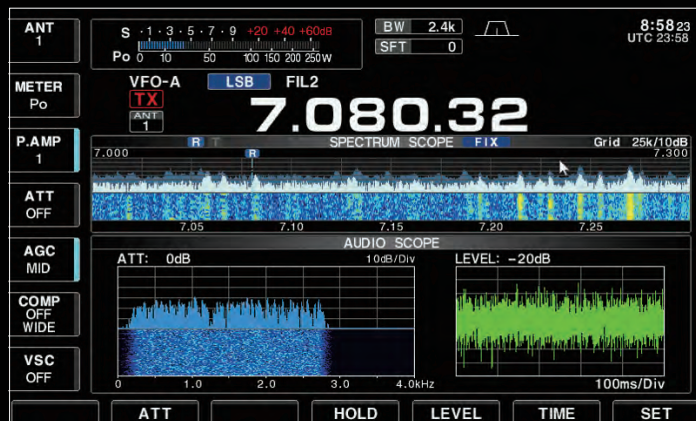 ANT
1
METER
Po
P.AMP
1
ATT
OFF
AGC
MID
COMP
OFF
WIDE
VSC
OFF
S ·1·3·5·7·9 +20 +40 +60dB
Po 0 10 50 100 150 200 250W
BW 2.4k
SFT 0
8:58 23
UTC 23:58
VFO-A LSB FIL2
TX
ANT
1
7.080.32
R T SPECTRUM SCOPE FIX Grid 25k/10dB
7.000 R 7.300
7.05 7.10 7.15 7.20 7.25
AUDIO SCOPE
ATT: 0dB 10dB/Div
LEVEL: -20dB
0 1.0 2.0 3.0 4.0kHz
100ms/Div
ATT HOLD LEVEL TIME SET